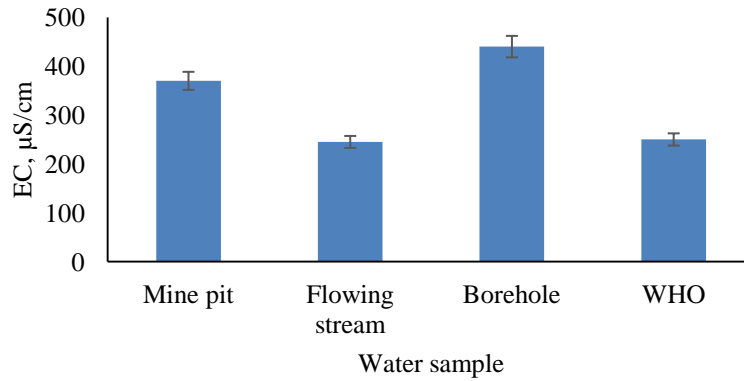 500
400
300
200
100
0
EC, µS/cm
Mine pit
Flowing
stream
Borehole
WHO
Water sample